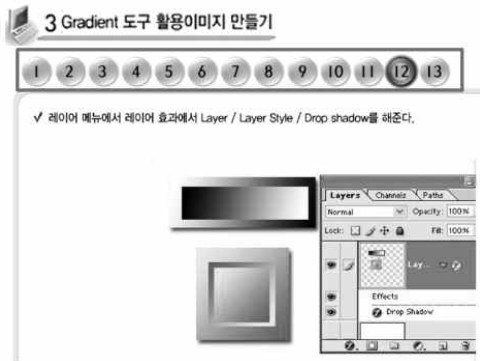 3 Gradient 도구 활용이미지 만들기
1 2 3 4 5 6 7 8 9 10 11 12 13
✓ 레이어 메뉴에서 레이어 효과에서 Layer / Layer Style / Drop shadow를 해준다.
Layers Channels Paths
Normal Opacity: 100%
Lock: Fill: 100%
Lay...
Effects
Drop Shadow